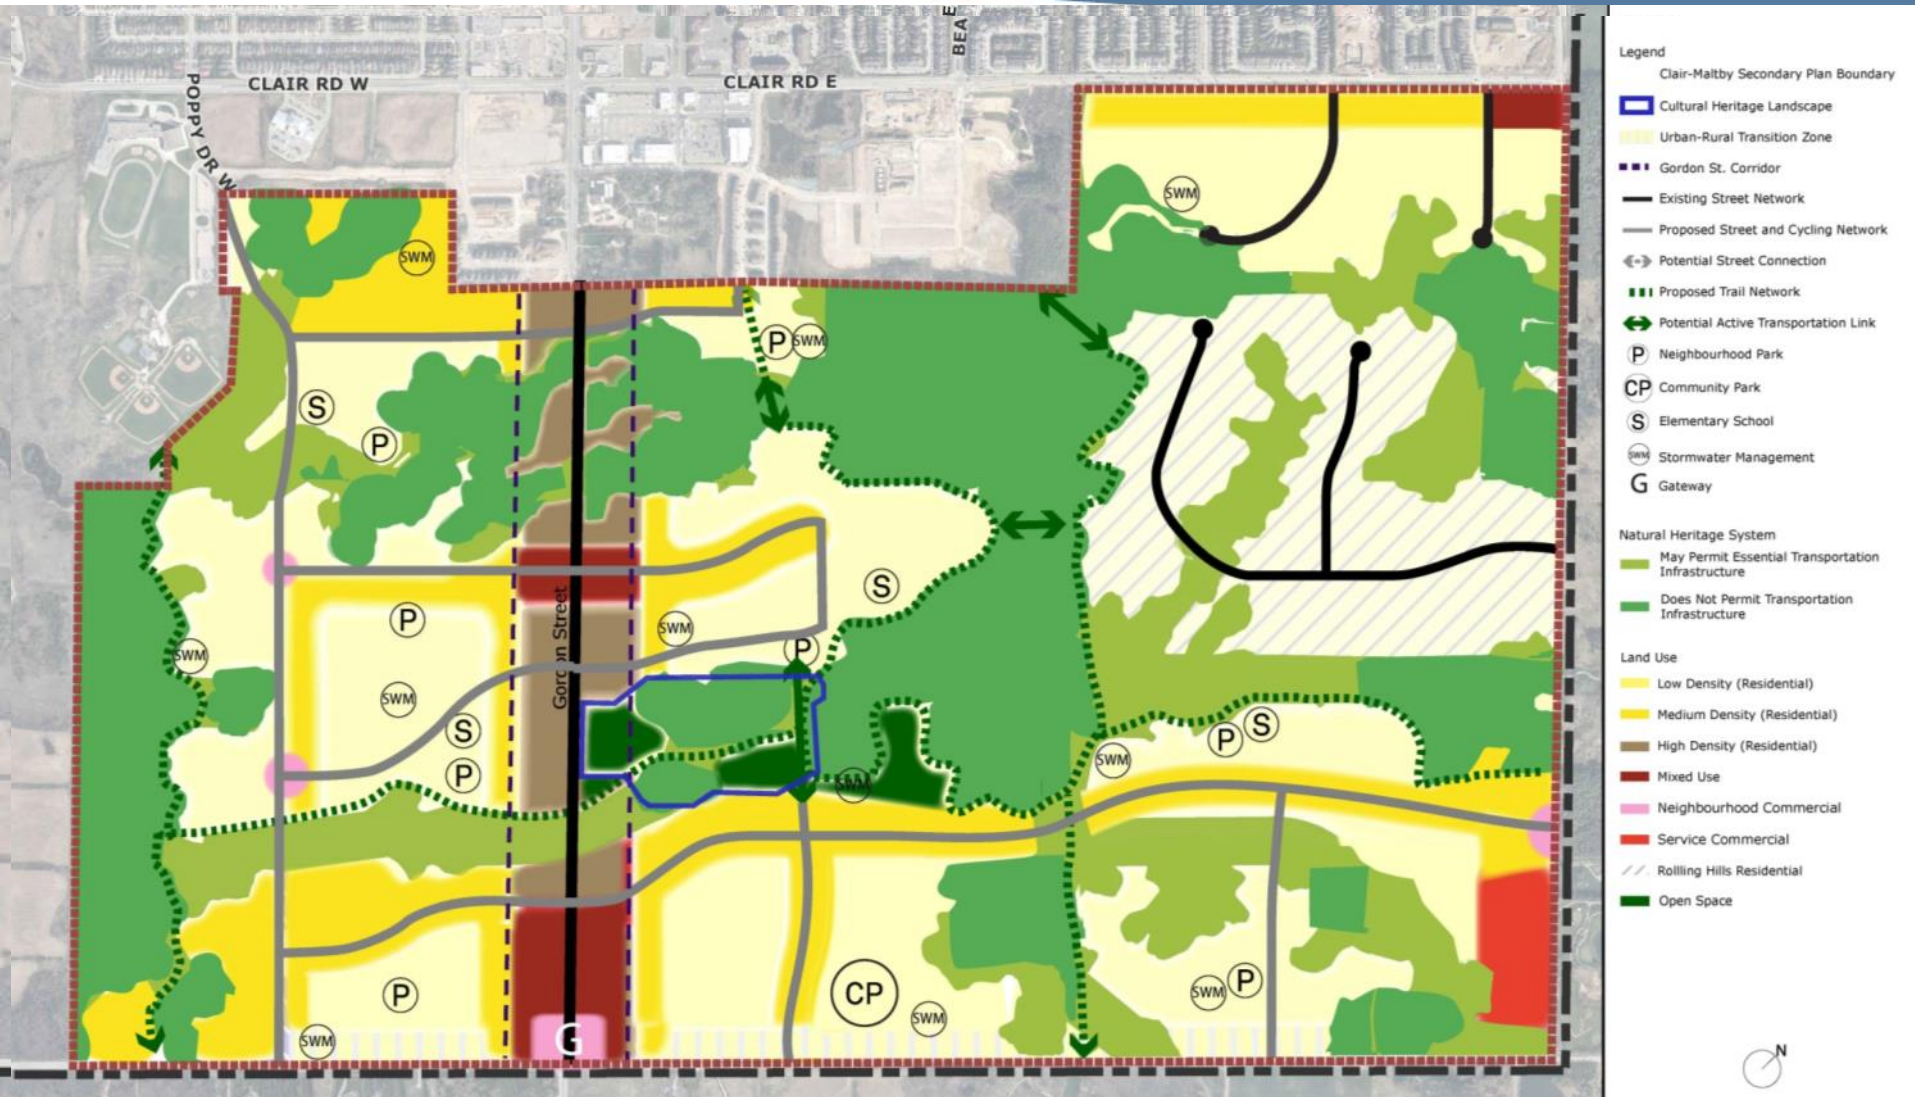 CLAIR RD W
CLAIR RD E
POPPY DR W
SWM
P
SWM
SWM
S
P
P
SWM
SWM
S
P
Gordon Street
S
SWM
P
SWM
SWM
P
S
P
CP
SWM
SWM
P
SWM
G
Legend
Clair-Maltby Secondary Plan Boundary
Cultural Heritage Landscape
Urban-Rural Transition Zone
Gordon St. Corridor
Existing Street Network
Proposed Street and Cycling Network
Potential Street Connection
Proposed Trail Network
Potential Active Transportation Link
P Neighbourhood Park
CP Community Park
S Elementary School
SWM Stormwater Management
G Gateway
Natural Heritage System
May Permit Essential Transportation
Infrastructure
Does Not Permit Transportation
Infrastructure
Land Use
Low Density (Residential)
Medium Density (Residential)
High Density (Residential)
Mixed Use
Neighbourhood Commercial
Service Commercial
Rollling Hills Residential
Open Space
N